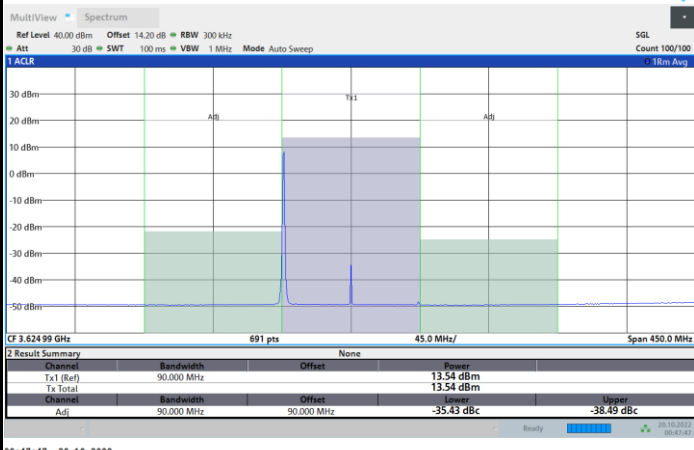 MultiView Spectrum
Ref Level 40.00 dBm Offset 14.20 dB RBW 300 kHz SGL
Att 30 dB SWT 100 ms VBW 1 MHz Mode Auto Sweep Count 100/100
1 ACLR 1Rm Avg
30 dBm
Tx1
20 dBm
Adj Adj
10 dBm
0 dBm
-10 dBm
-20 dBm
-30 dBm
-40 dBm
-50 dBm
CF 3.624 99 GHz 691 pts 45.0 MHz/ Span 450.0 MHz
2 Result Summary None
Channel Bandwidth Offset Power
Tx1 (Ref) 90.000 MHz 13.54 dBm
Tx Total 13.54 dBm
Channel Bandwidth Offset Lower Upper
Adj 90.000 MHz 90.000 MHz -35.43 dBc -38.49 dBc
Ready 20.10.2022
00:47:47